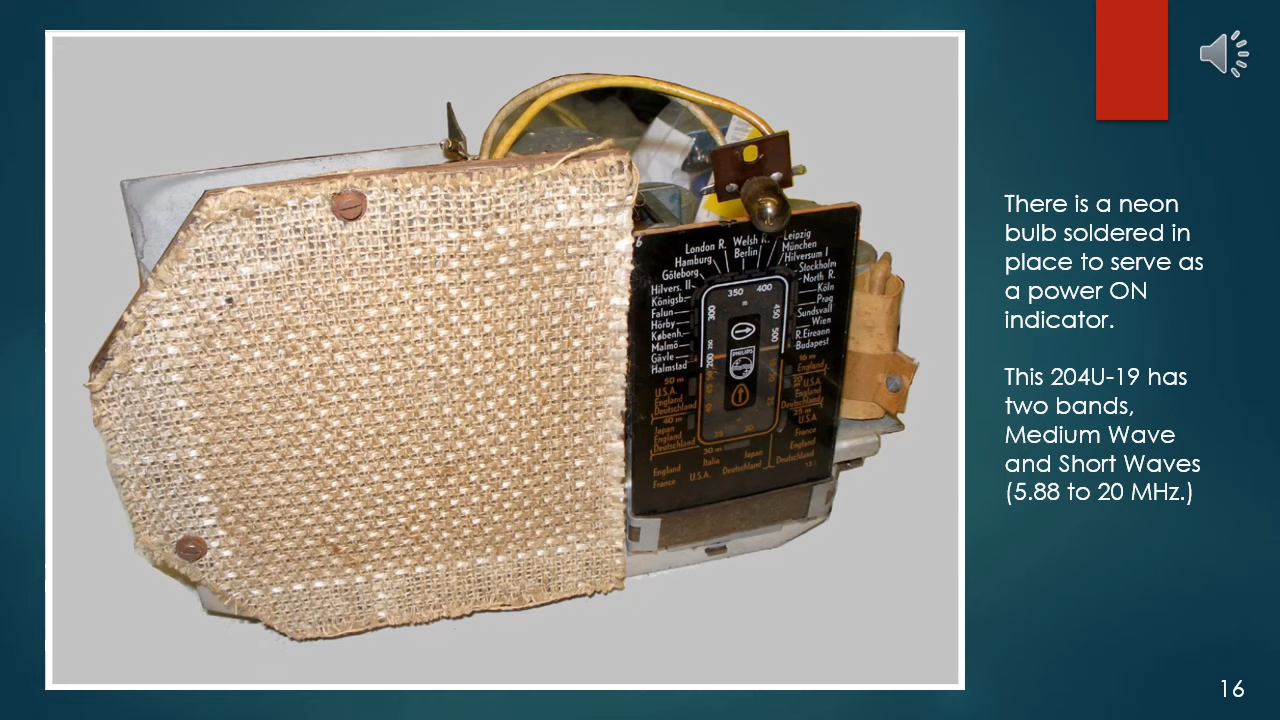 There is a neon
bulb soldered in
place to serve as
a power ON
indicator.
This 204U-19 has
two bands,
Medium Wave
and Short Waves
(5.88 to 20 MHz.)
16
London R.
Welsh R.
Leipzig
Hamburg
Berlin
München
Göteborg
Hilversum I
Hilvers. II
Stockholm
Königsb.
North R.
Falun
Köln
Hörby
Prag
Københ.
Sundsvall
Malmö
Wien
Gävle
R.Eireann
Halmstad
Budapest
350
400
m
300
450
500
200
PHILIPS
50 m
U.S.A.
England
Deutschland
40 m
Japan
England
Deutschland
England
France
30 m
Italia
Japan
U.S.A.
Deutschland
16 m
England
U.S.A.
England
Deutschland
25 m
U.S.A.
France
England
Deutschland